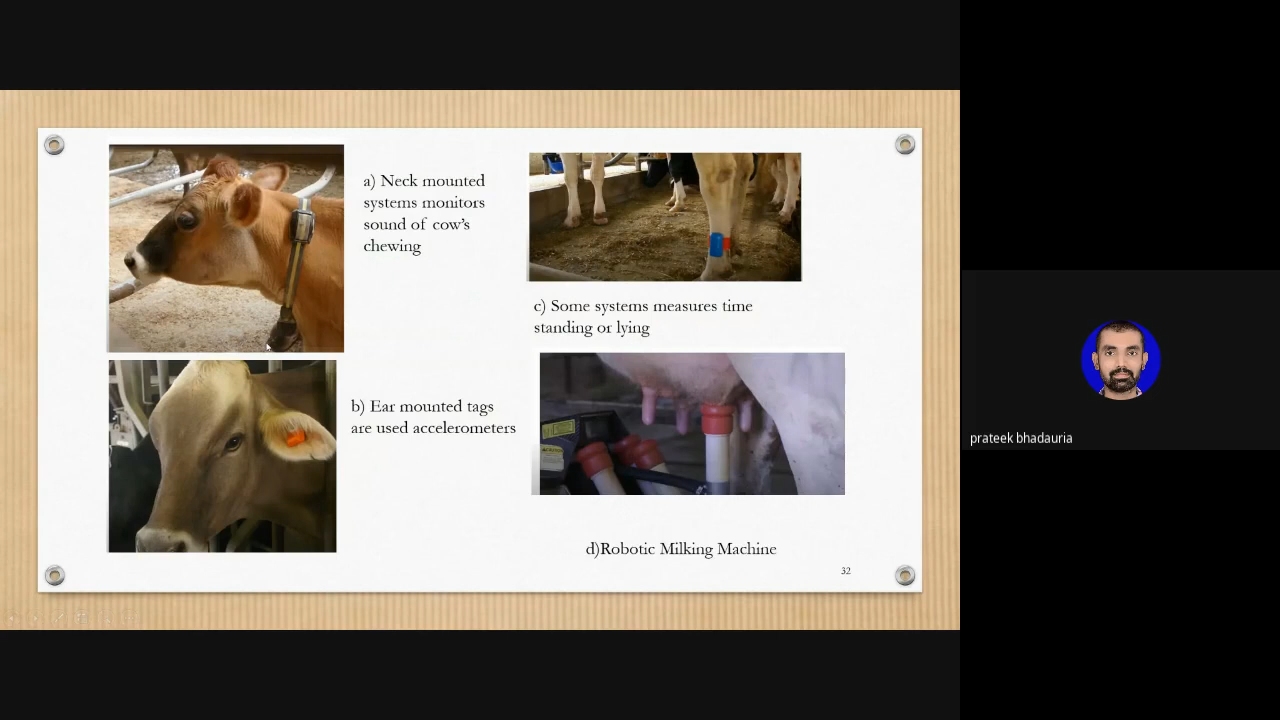 a) Neck mounted
systems monitors
sound of cow's
chewing
b) Ear mounted tags
are used accelerometers
c) Some systems measures time
standing or lying
d)Robotic Milking Machine
32
prateek bhadauria